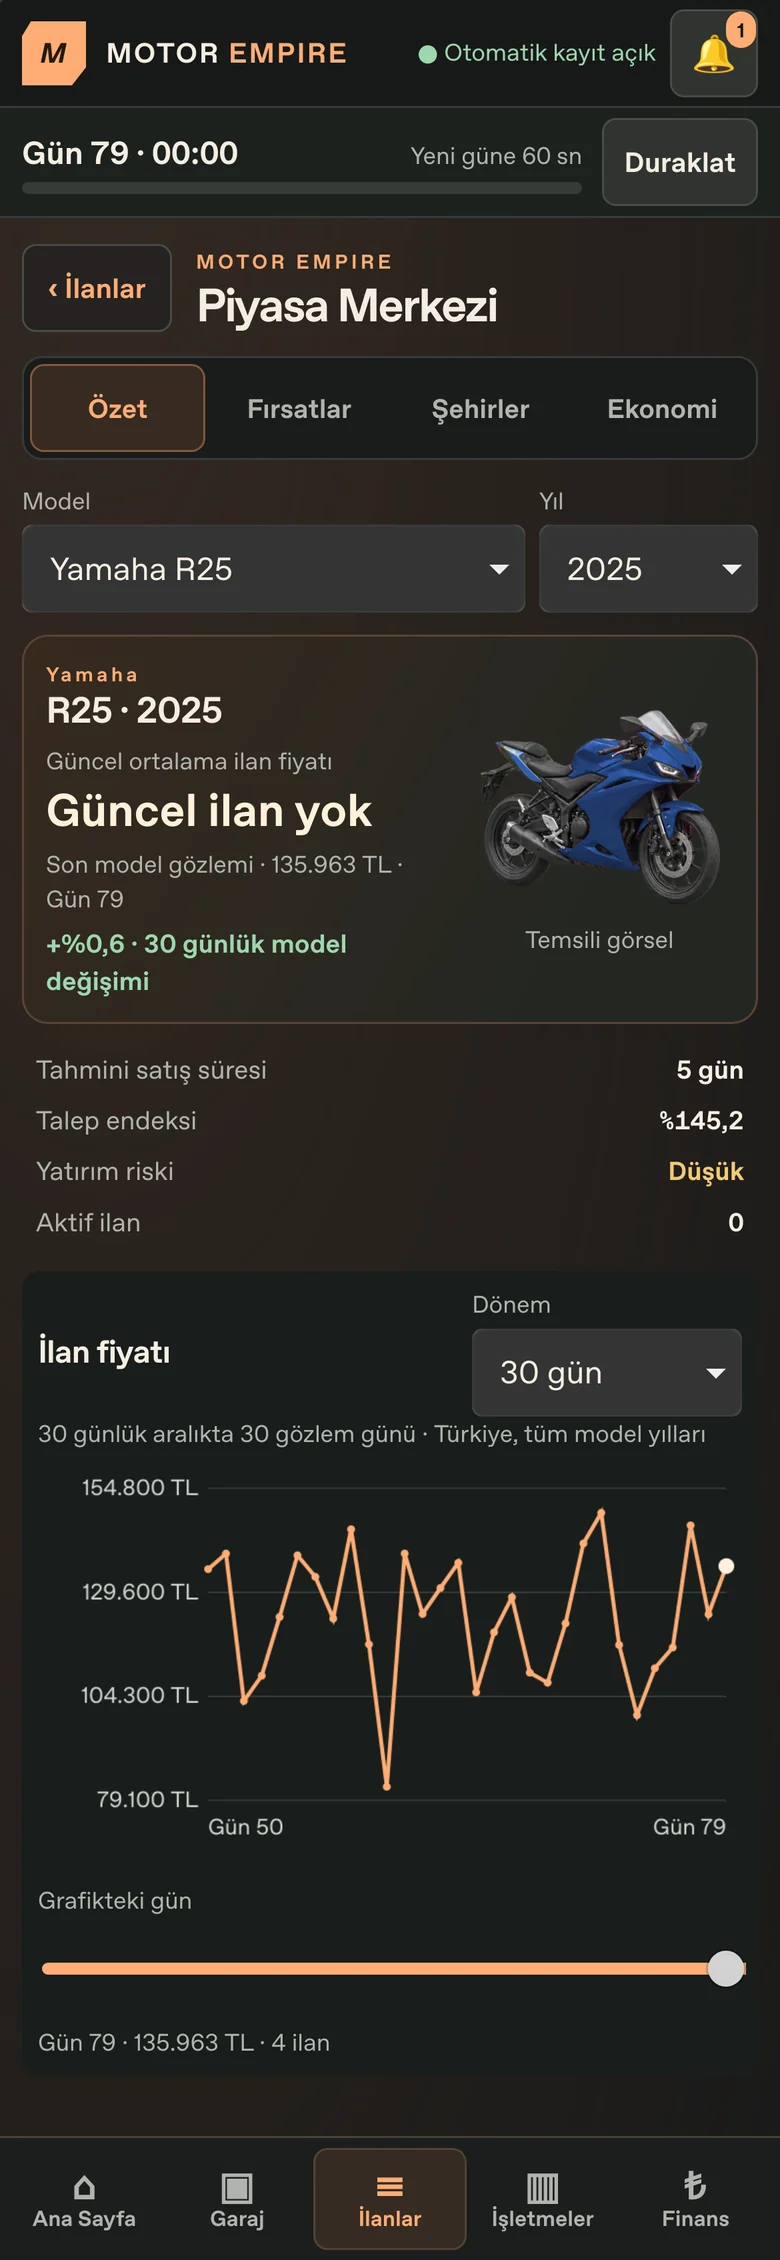 M MOTOR EMPIRE
Otomatik kayıt açık
1
Gün 79 · 00:00
Yeni güne 60 sn
Duraklat
‹ İlanlar
MOTOR EMPIRE
Piyasa Merkezi
Özet
Fırsatlar
Şehirler
Ekonomi
Model
Yıl
Yamaha R25
2025
Yamaha
R25 · 2025
Güncel ortalama ilan fiyatı
Güncel ilan yok
Son model gözlemi · 135.963 TL ·
Gün 79
+%0,6 · 30 günlük model
değişimi
Temsili görsel
Tahmini satış süresi
5 gün
Talep endeksi
%145,2
Yatırım riski
Düşük
Aktif ilan
0
Dönem
İlan fiyatı
30 gün
30 günlük aralıkta 30 gözlem günü · Türkiye, tüm model yılları
154.800 TL
129.600 TL
104.300 TL
79.100 TL
Gün 50
Gün 79
Grafikteki gün
Gün 79 · 135.963 TL · 4 ilan
Ana Sayfa
Garaj
İlanlar
İşletmeler
₺
Finans